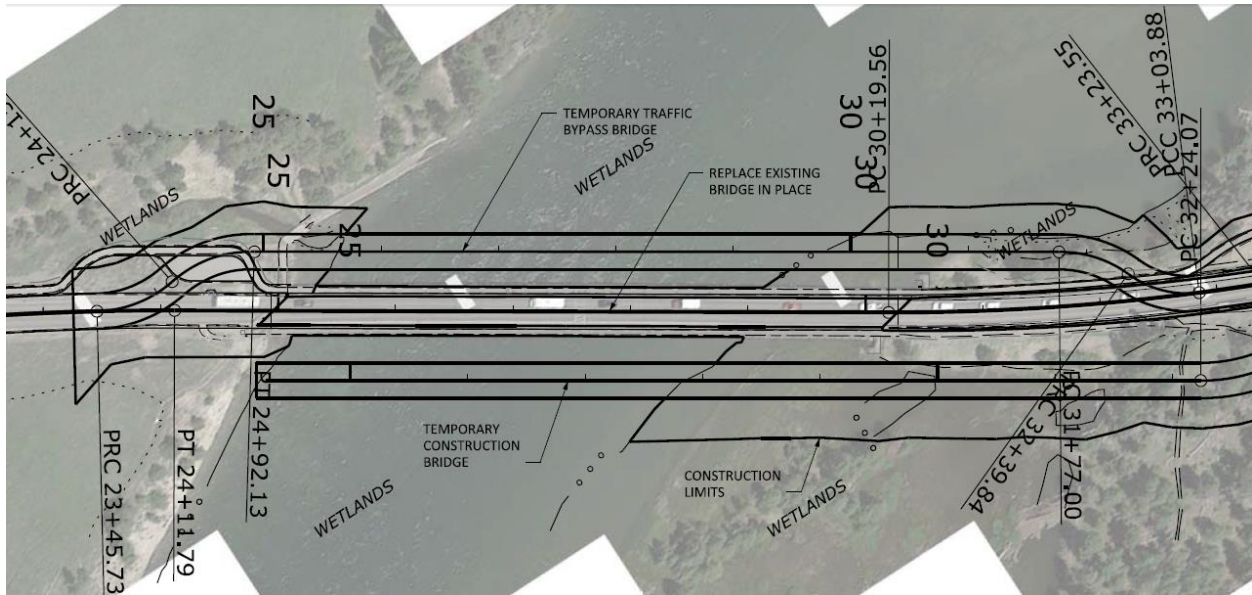 PRC 24+1
25
25
25
TEMPORARY TRAFFIC
BYPASS BRIDGE
WETLANDS
WETLANDS
REPLACE EXISTING
BRIDGE IN PLACE
30
30
30
PC 30+19.56
WETLANDS
PRC 33+23.55
PCC 33+03.88
PC 32+24.07
PRC 23+45.73
PT 24+11.79
PT 24+92.13
WETLANDS
TEMPORARY
CONSTRUCTION
BRIDGE
CONSTRUCTION
LIMITS
WETLANDS
32+39.84
31+77.00